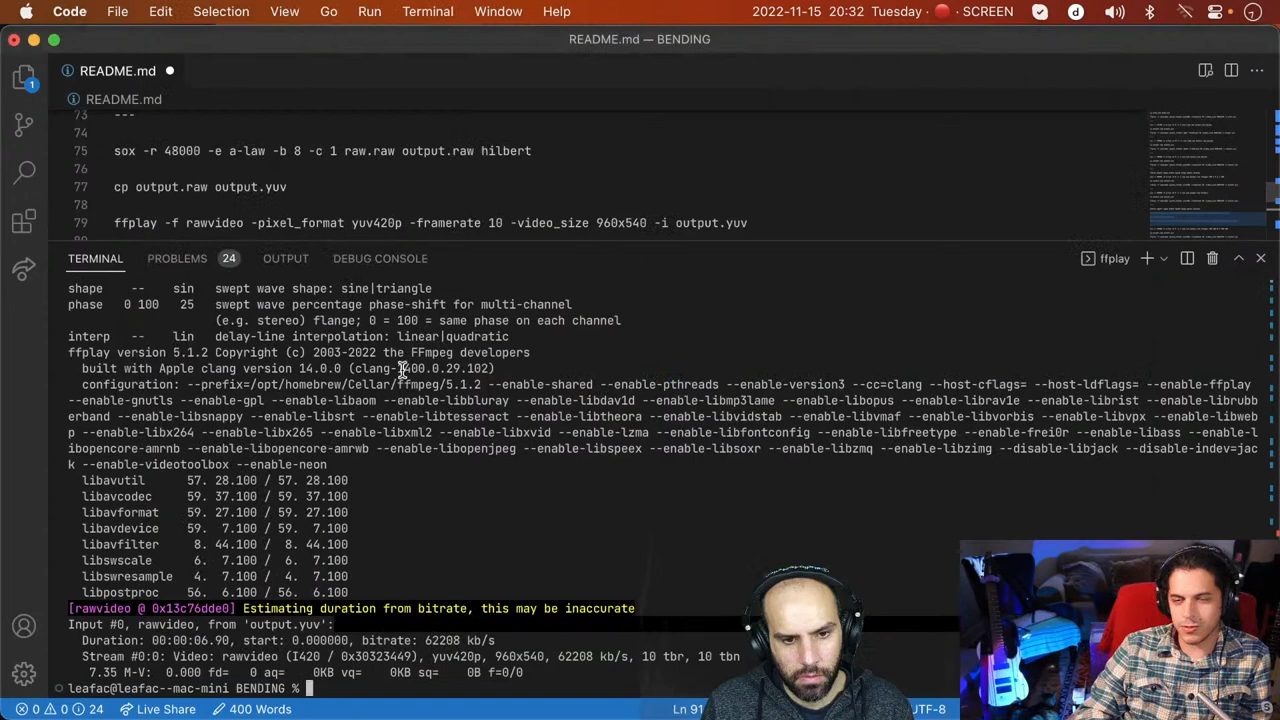 Code File Edit Selection View Go Run Terminal Window Help 2022-11-15 20:32 Tuesday SCREEN d
README.md — BENDING
README.md
README.md
73 ---
74
75 sox -r 48000 -e a-law -b 8 -c 1 raw.raw output.raw hilbert
76
77 cp output.raw output.yuv
78
79 ffplay -f rawvideo -pixel_format yuv420p -framerate 10 -video_size 960x540 -i output.yuv
1
TERMINAL PROBLEMS 24 OUTPUT DEBUG CONSOLE ffplay
shape -- sin swept wave shape: sine|triangle
phase 0 100 25 swept wave percentage phase-shift for multi-channel
(e.g. stereo) flange; 0 = 100 = same phase on each channel
interp -- lin delay-line interpolation: linear|quadratic
ffplay version 5.1.2 Copyright (c) 2003-2022 the FFmpeg developers
built with Apple clang version 14.0.0 (clang-1400.0.29.102)
configuration: --prefix=/opt/homebrew/Cellar/ffmpeg/5.1.2 --enable-shared --enable-pthreads --enable-version3 --cc=clang --host-cflags= --host-ldflags= --enable-ffplay
--enable-gnutls --enable-gpl --enable-libaom --enable-libbluray --enable-libdav1d --enable-libmp3lame --enable-libopus --enable-librav1e --enable-librist --enable-librubb
erband --enable-libsnappy --enable-libsrt --enable-libtesseract --enable-libtheora --enable-libvidstab --enable-libvmaf --enable-libvorbis --enable-libvpx --enable-libweb
p --enable-libx264 --enable-libx265 --enable-libxml2 --enable-libxvid --enable-lzma --enable-libfontconfig --enable-libfreetype --enable-frei0r --enable-libass --enable-l
ibopencore-amrnb --enable-libopencore-amrwb --enable-libopenjpeg --enable-libspeex --enable-libsoxr --enable-libzmq --enable-libzimg --disable-libjack --disable-indev=jac
k --enable-videotoolbox --enable-neon
libavutil 57. 28.100 / 57. 28.100
libavcodec 59. 37.100 / 59. 37.100
libavformat 59. 27.100 / 59. 27.100
libavdevice 59. 7.100 / 59. 7.100
libavfilter 8. 44.100 / 8. 44.100
libswscale 6. 7.100 / 6. 7.100
libswresample 4. 7.100 / 4. 7.100
libpostproc 56. 6.100 / 56. 6.100
[rawvideo @ 0x13c76dde0] Estimating duration from bitrate, this may be inaccurate
Input #0, rawvideo, from 'output.yuv':
Duration: 00:00:06.90, start: 0.000000, bitrate: 62208 kb/s
Stream #0:0: Video: rawvideo (I420 / 0x30323449), yuv420p, 960x540, 62208 kb/s, 10 tbr, 10 tbn
7.35 M-V: 0.000 fd= 0 aq= 0KB vq= 0KB sq= 0B f=0/0
leafac@leafac--mac-mini BENDING %
0 0 24 Live Share 400 Words Ln 91 UTF-8